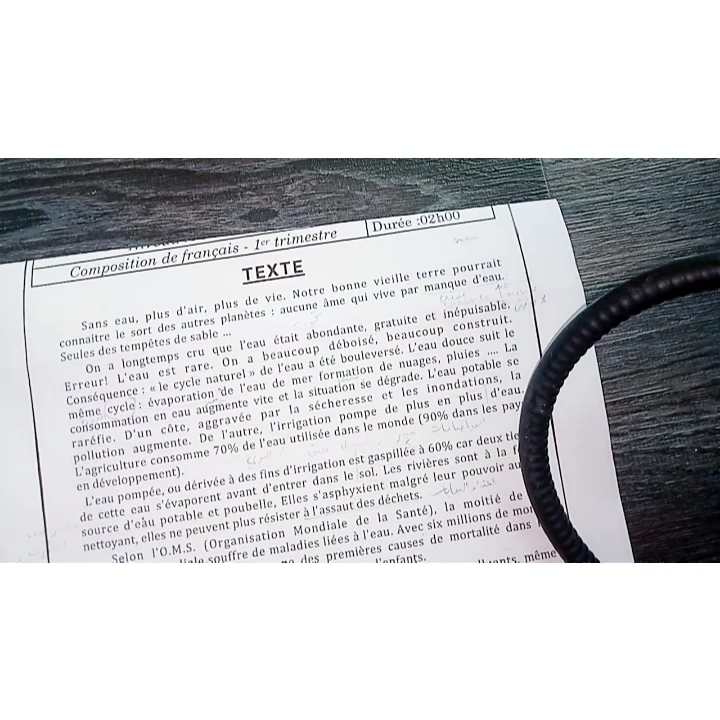 Composition de français - 1er trimestre
Durée :02h00
TEXTE
Sans eau, plus d'air, plus de vie. Notre bonne vieille terre pourrait
connaitre le sort des autres planètes : aucune âme qui vive par manque d'eau.
Seules des tempêtes de sable ...
On a longtemps cru que l'eau était abondante, gratuite et inépuisable,
Erreur! L'eau est rare. On a beaucoup déboisé, beaucoup construit.
Conséquence : « le cycle naturel » de l'eau a été bouleversé. L'eau douce suit le
même cycle : évaporation de l'eau de mer formation de nuages, pluies .... La
consommation en eau augmente vite et la situation se dégrade. L'eau potable se
raréfie. D'un côte, aggravée par la sécheresse et les inondations, la
pollution augmente. De l'autre, l'irrigation pompe de plus en plus d'eau.
L'agriculture consomme 70% de l'eau utilisée dans le monde (90% dans les pay
en développement).
L'eau pompée, ou dérivée à des fins d'irrigation est gaspillée à 60% car deux tie
de cette eau s'évaporent avant d'entrer dans le sol. Les rivières sont à la f
source d'eau potable et poubelle, Elles s'asphyxient malgré leur pouvoir au
nettoyant, elles ne peuvent plus résister à l'assaut des déchets.
Selon l'O.M.S. (Organisation Mondiale de la Santé), la moitié de
diale souffre de maladies liées à l'eau. Avec six millions de mor
des premières causes de mortalité dans
l'enfants.
même